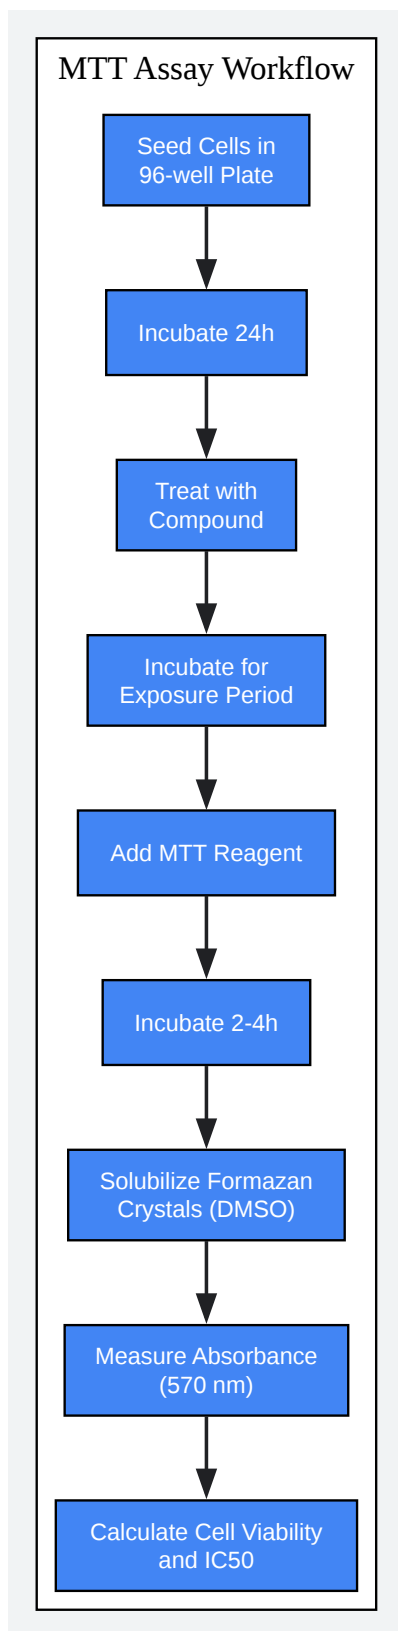 MTT Assay Workflow
Seed Cells in
96-well Plate
Incubate 24h
Treat with
Compound
Incubate for
Exposure Period
Add MTT Reagent
Incubate 2-4h
Solubilize Formazan
Crystals (DMSO)
Measure Absorbance
(570 nm)
Calculate Cell Viability
and IC50